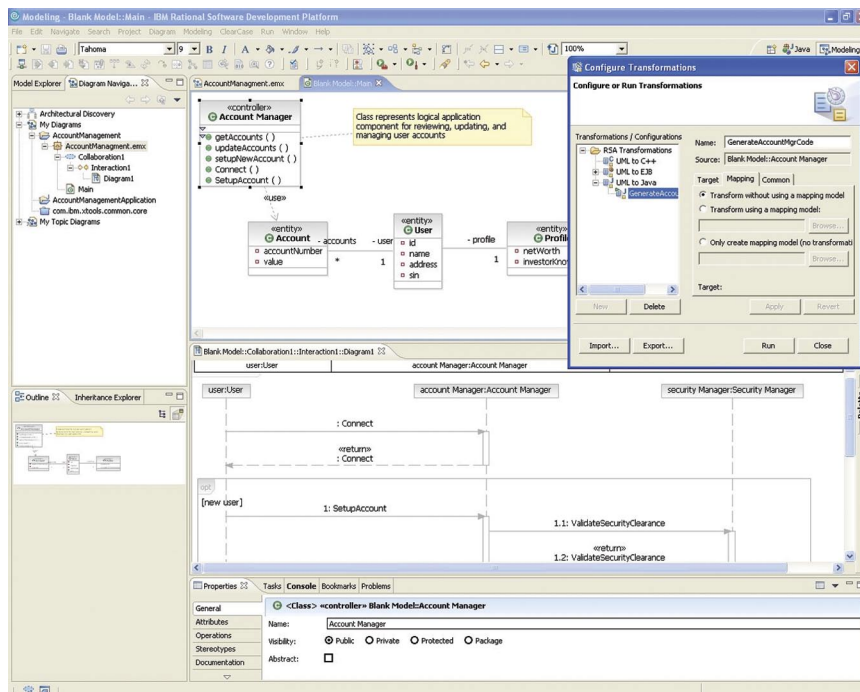 Modeling - Blank Model::Main - IBM Rational Software Development Platform
File Edit Navigate Search Project Diagram Modeling ClearCase Run Window Help
Tahoma 9 B I A 100% Java Modeling
Model Explorer Diagram Naviga...
Architectural Discovery
My Diagrams
AccountManagement
AccountManagment.emx
Collaboration1
Interaction1
Diagram1
Main
AccountManagementApplication
com.ibm.xtools.common.core
My Topic Diagrams
AccountManagment.emx Blank Model::Main
«controller»
Account Manager
getAccounts ( )
updateAccounts ( )
setupNewAccount ( )
Connect ( )
SetupAccount ( )
Class represents logical application
component for reviewing, updating, and
managing user accounts
«use»
«entity»
Account
accountNumber
value
- accounts
*
- user
1
«entity»
User
id
name
address
sin
- profile
1
«entity»
Profil
netWorth
investorKno
Configure Transformations
Configure or Run Transformations
Transformations / Configurations
RSA Transformations
UML to C++
UML to EJB
UML to Java
GenerateAccou
Name: GenerateAccountMgrCode
Source: Blank Model::Account Manager
Target Mapping Common
Transform without using a mapping model
Transform using a mapping model:
Browse...
Only create mapping model (no transformati
Browse...
Target:
New Delete Apply Revert
Import... Export... Run Close
Blank Model::Collaboration1::Interaction1::Diagram1
user:User account Manager:Account Manager
user:User account Manager:Account Manager security Manager:Security Manager
: Connect
«return»
: Connect
opt
[new user]
1: SetupAccount
1.1: ValidateSecurityClearance
«return»
1.2: ValidateSecurityClearance
Outline Inheritance Explorer
Properties Tasks Console Bookmarks Problems
General
Attributes
Operations
Stereotypes
Documentation
<Class> «controller» Blank Model::Account Manager
Name: Account Manager
Visibility: Public Private Protected Package
Abstract: